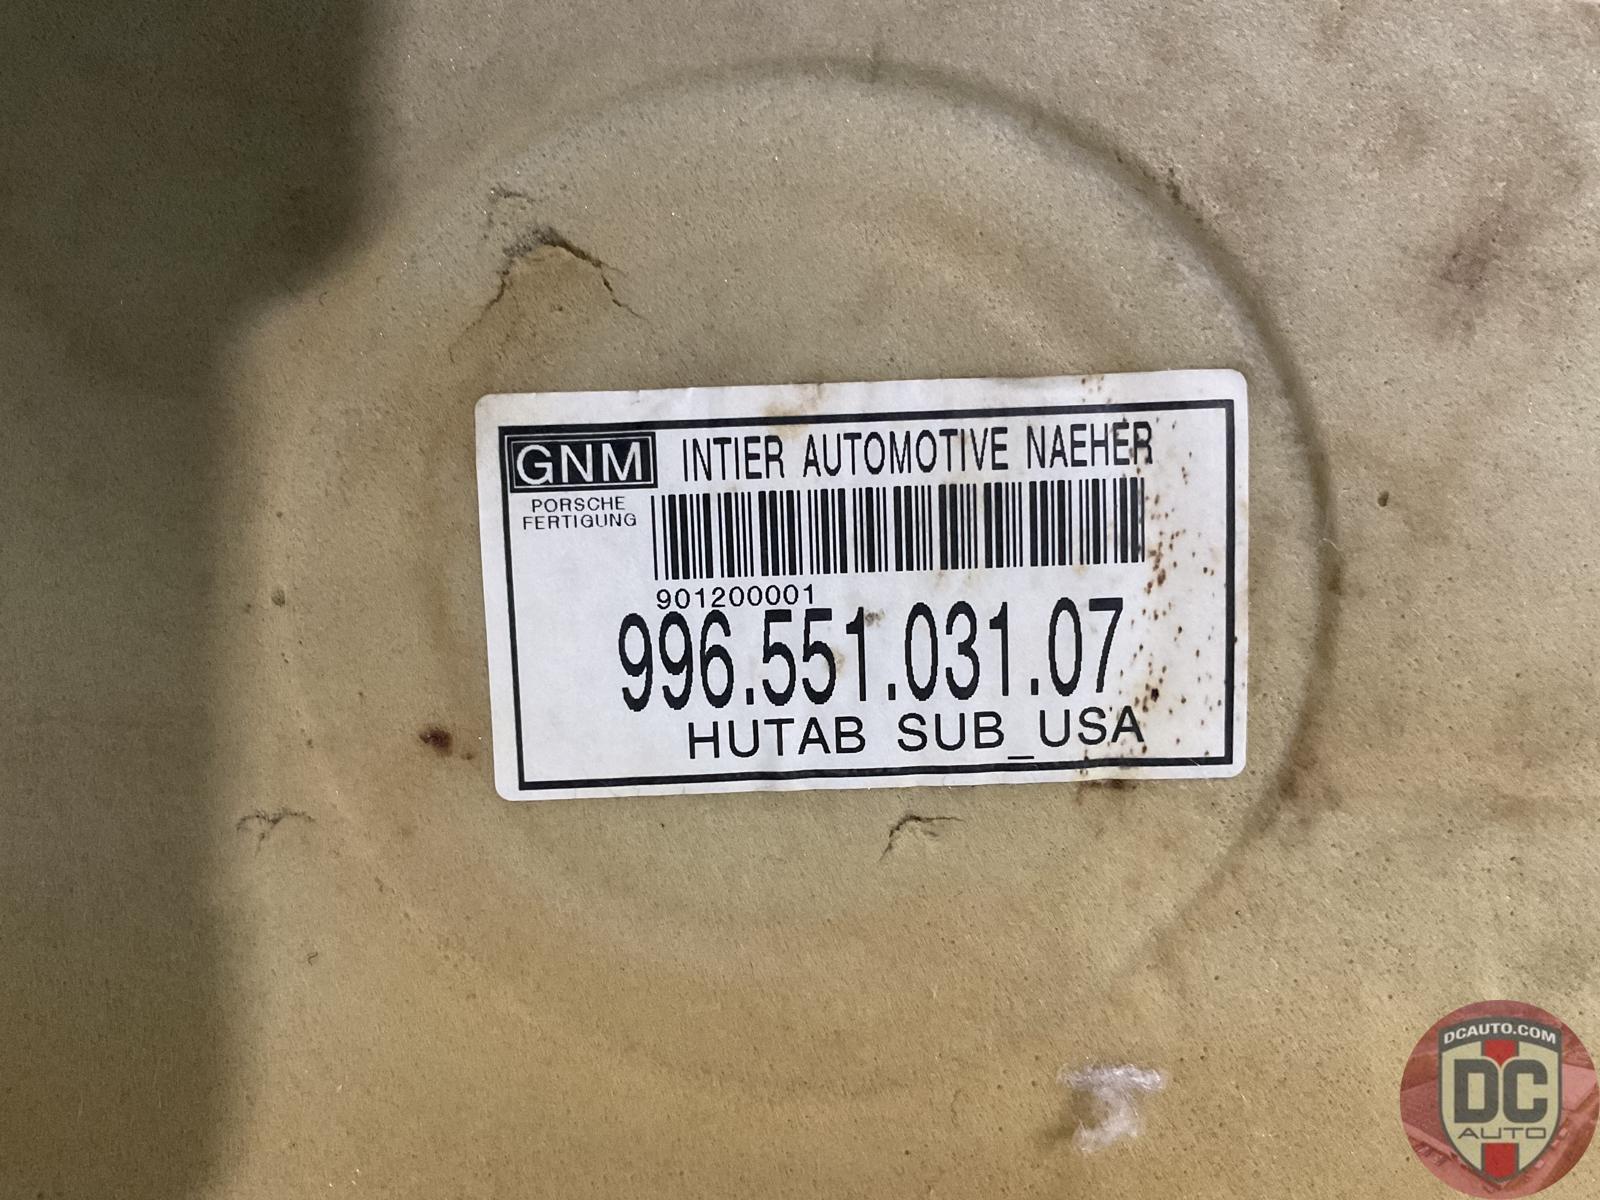 GNM INTIER AUTOMOTIVE NAEHER
PORSCHE
FERTIGUNG
901200001
996.551.031.07
HUTAB SUB_USA
DCAUTO.COM
DC
AUTO